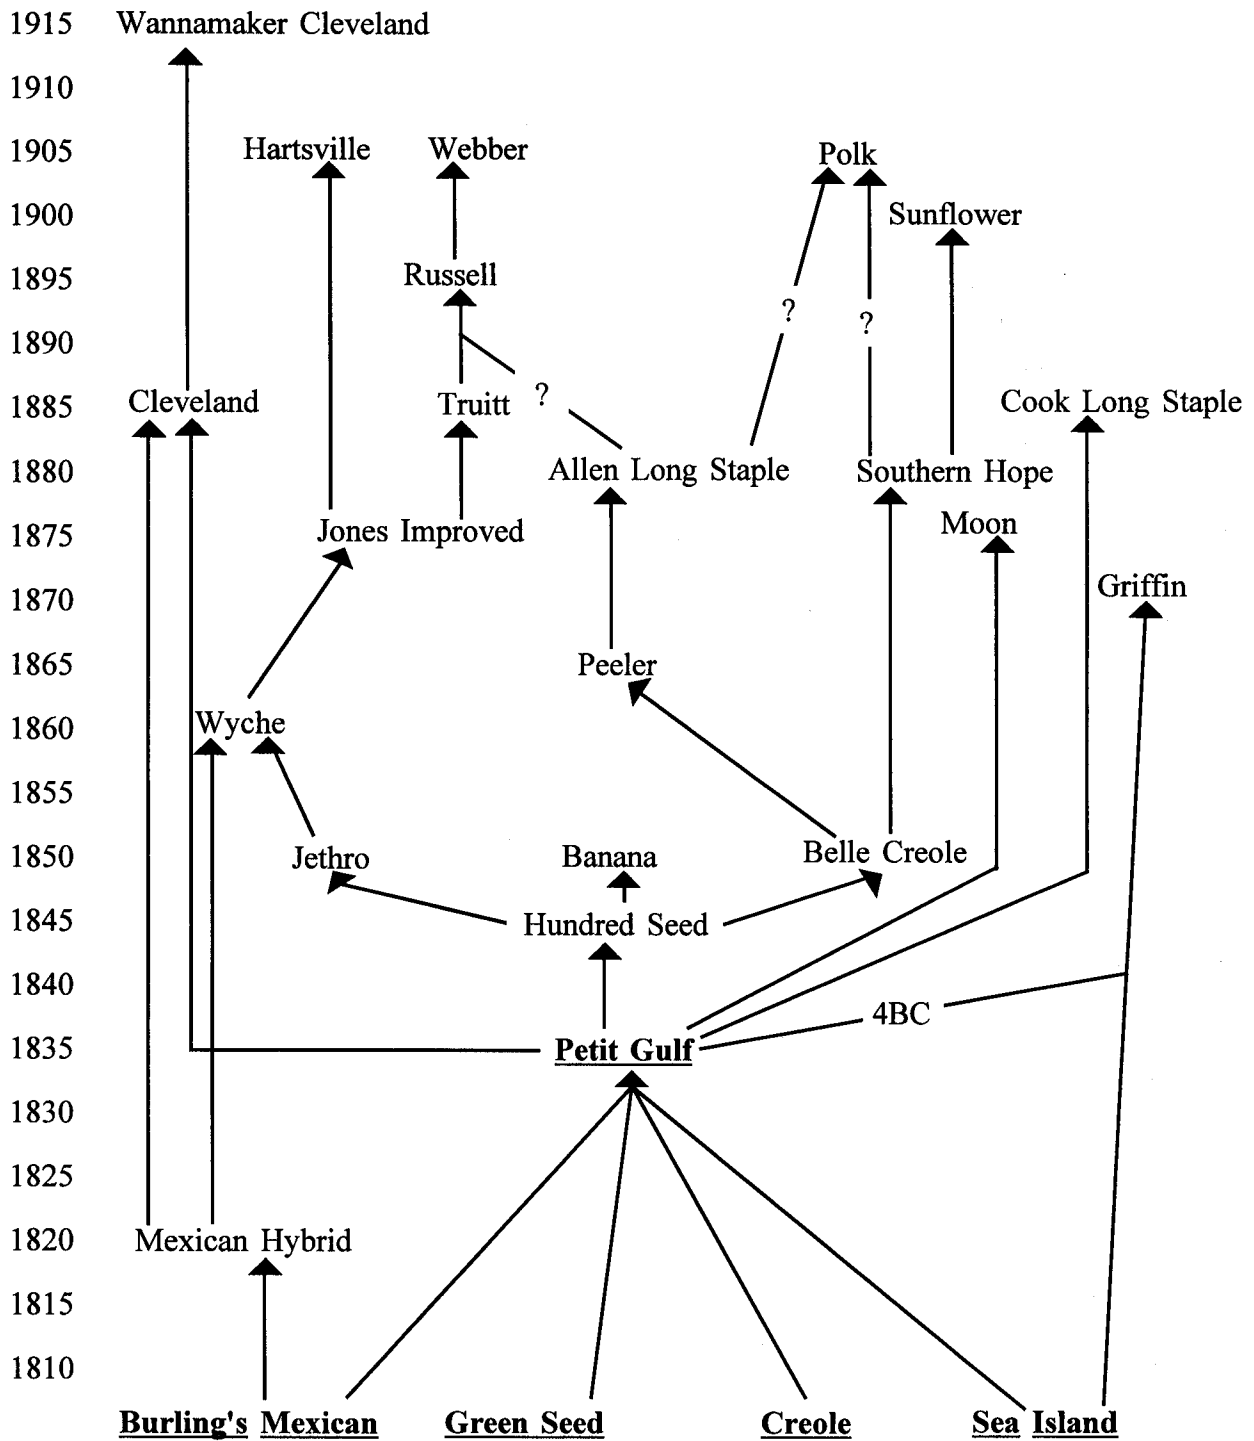 1915 Wannamaker Cleveland
1910
1905 Hartsville Webber Polk
1900 Sunflower
1895 Russell
? ?
1890
1885 Cleveland Truitt ? Cook Long Staple
1880 Allen Long Staple Southern Hope
1875 Jones Improved Moon
1870 Griffin
1865 Peeler
1860 Wyche
1855
1850 Jethro Banana Belle Creole
1845 Hundred Seed
1840
4BC
1835 Petit Gulf
1830
1825
1820 Mexican Hybrid
1815
1810
Burling's Mexican Green Seed Creole Sea Island